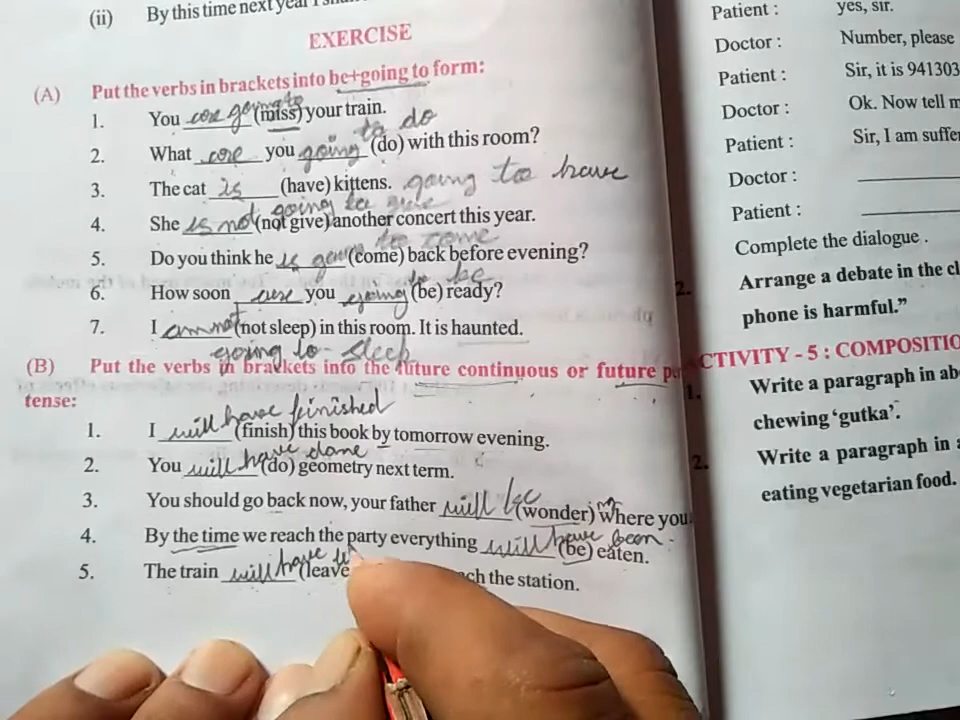 (ii) By this time next year I
EXERCISE
(A) Put the verbs in brackets into be+going to form:
1. You are going to (miss) your train.
2. What are you going to do (do) with this room?
3. The cat is (have) kittens. going to have
4. She is not going to give (not give) another concert this year.
5. Do you think he is going to come (come) back before evening?
6. How soon are you going to be (be) ready?
7. I am not (not sleep) in this room. It is haunted.
going to sleep
(B) Put the verbs in brackets into the future continuous or future
tense:
1. I will have finished (finish) this book by tomorrow evening.
2. You will have done (do) geometry next term.
3. You should go back now, your father will be (wonder) ing where you
4. By the time we reach the party everything will have been (be) eaten.
5. The train will have (leave the station.
Patient : yes, sir.
Doctor : Number, please
Patient : Sir, it is 941303
Doctor : Ok. Now tell m
Patient : Sir, I am suffe
Doctor :
Patient :
Complete the dialogue .
2. Arrange a debate in the cl
phone is harmful.”
ACTIVITY - 5 : COMPOSITIO
1. Write a paragraph in ab
chewing ‘gutka’.
2. Write a paragraph in a
eating vegetarian food.